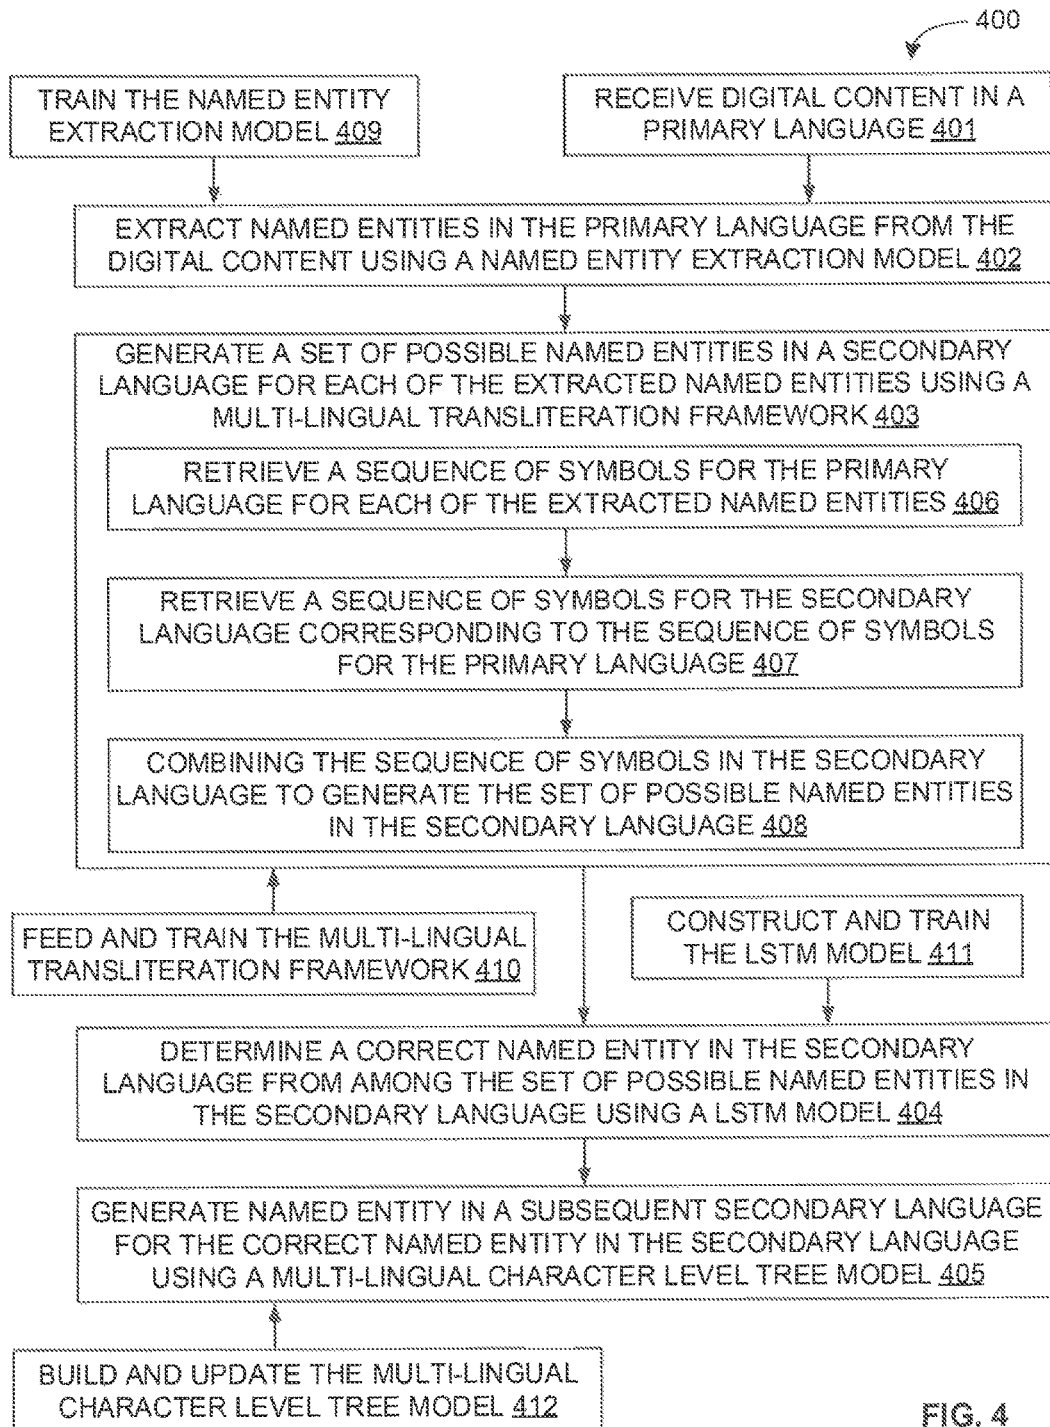 400
TRAIN THE NAMED ENTITY
EXTRACTION MODEL 409
RECEIVE DIGITAL CONTENT IN A
PRIMARY LANGUAGE 401
EXTRACT NAMED ENTITIES IN THE PRIMARY LANGUAGE FROM THE
DIGITAL CONTENT USING A NAMED ENTITY EXTRACTION MODEL 402
GENERATE A SET OF POSSIBLE NAMED ENTITIES IN A SECONDARY
LANGUAGE FOR EACH OF THE EXTRACTED NAMED ENTITIES USING A
MULTI-LINGUAL TRANSLITERATION FRAMEWORK 403
RETRIEVE A SEQUENCE OF SYMBOLS FOR THE PRIMARY
LANGUAGE FOR EACH OF THE EXTRACTED NAMED ENTITIES 406
RETRIEVE A SEQUENCE OF SYMBOLS FOR THE SECONDARY
LANGUAGE CORRESPONDING TO THE SEQUENCE OF SYMBOLS
FOR THE PRIMARY LANGUAGE 407
COMBINING THE SEQUENCE OF SYMBOLS IN THE SECONDARY
LANGUAGE TO GENERATE THE SET OF POSSIBLE NAMED ENTITIES
IN THE SECONDARY LANGUAGE 408
FEED AND TRAIN THE MULTI-LINGUAL
TRANSLITERATION FRAMEWORK 410
CONSTRUCT AND TRAIN
THE LSTM MODEL 411
DETERMINE A CORRECT NAMED ENTITY IN THE SECONDARY
LANGUAGE FROM AMONG THE SET OF POSSIBLE NAMED ENTITIES IN
THE SECONDARY LANGUAGE USING A LSTM MODEL 404
GENERATE NAMED ENTITY IN A SUBSEQUENT SECONDARY LANGUAGE
FOR THE CORRECT NAMED ENTITY IN THE SECONDARY LANGUAGE
USING A MULTI-LINGUAL CHARACTER LEVEL TREE MODEL 405
BUILD AND UPDATE THE MULTI-LINGUAL
CHARACTER LEVEL TREE MODEL 412
FIG. 4